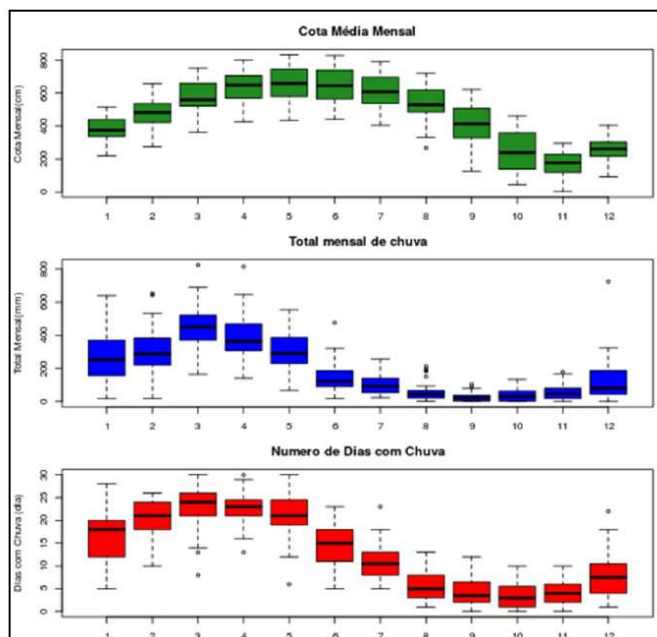 Cota Média Mensal
Cota Mensal(cm)
0 200 400 600 800
1 2 3 4 5 6 7 8 9 10 11 12
Total mensal de chuva
Total Mensal(mm)
0 200 400 600 800
1 2 3 4 5 6 7 8 9 10 11 12
Numero de Dias com Chuva
Dias com Chuva (dia)
0 5 10 15 20 25 30
1 2 3 4 5 6 7 8 9 10 11 12